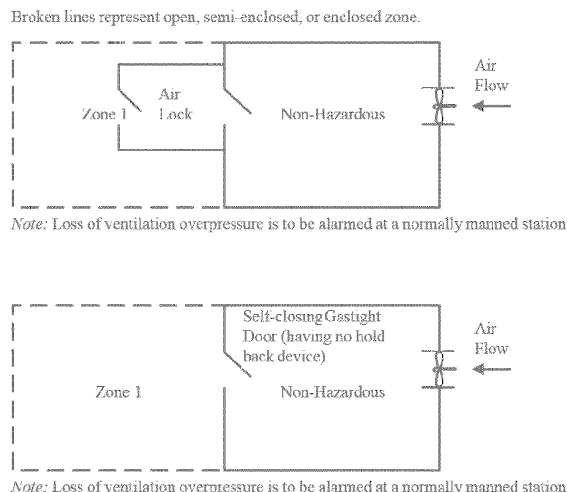 Broken lines represent open, semi-enclosed, or enclosed zone.
Air
Flow
Air
Lock
Zone 1
Non-Hazardous
Note: Loss of ventilation overpressure is to be alarmed at a normally manned station
Self-closing Gastight
Door (having no hold
back device)
Air
Flow
Zone 1
Non-Hazardous
Note: Loss of ventilation overpressure is to be alarmed at a normally manned station